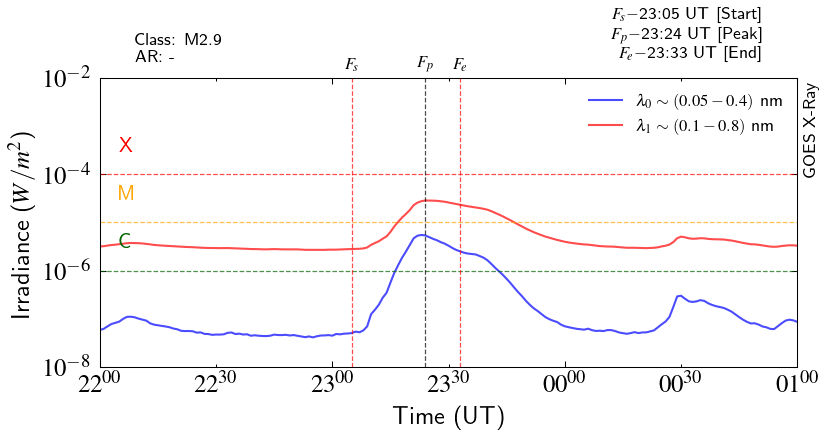 F_s−23:05 UT [Start]
Class: M2.9
F_p−23:24 UT [Peak]
AR: -
F_e−23:33 UT [End]
F_s F_p F_e
10^−2
λ_0 ∼ (0.05 − 0.4) nm
λ_1 ∼ (0.1 − 0.8) nm
GOES X-Ray
X
10^−4
M
C
10^−6
10^−8
Irradiance (W/m^2)
22^00 22^30 23^00 23^30 00^00 00^30 01^00
Time (UT)